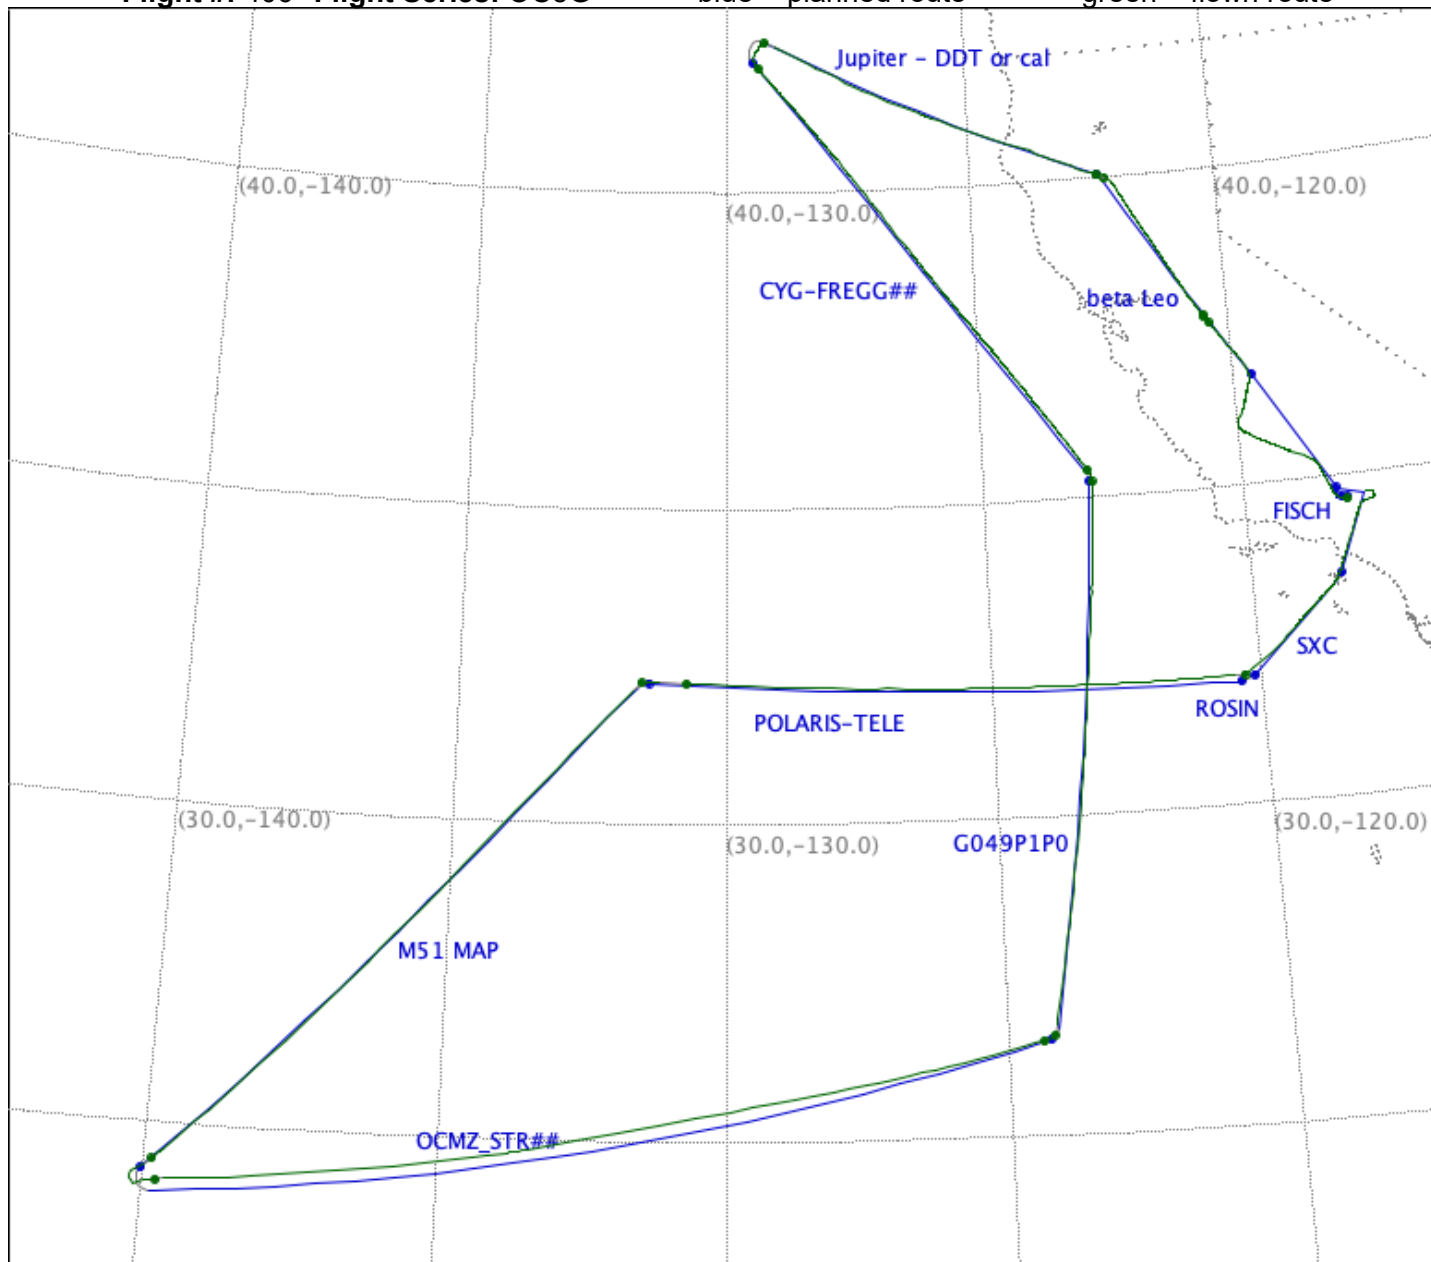 Jupiter - DDT or cal
(40.0,-140.0)
(40.0,-120.0)
(40.0,-130.0)
CYG-FREGG##
beta Leo
FISCH
SXC
ROSIN
POLARIS-TELE
(30.0,-140.0)
(30.0,-120.0)
(30.0,-130.0)
G049P1P0
M51 MAP
OCMZ_STR##